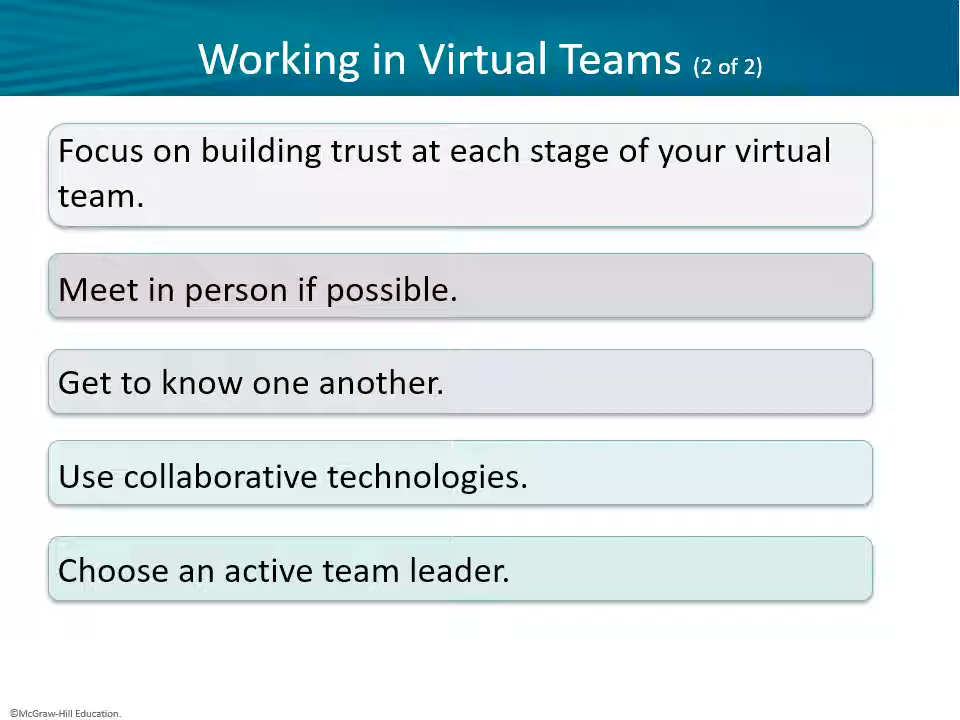 Working in Virtual Teams (2 of 2)
Focus on building trust at each stage of your virtual
team.
Meet in person if possible.
Get to know one another.
Use collaborative technologies.
Choose an active team leader.
©McGraw-Hill Education.